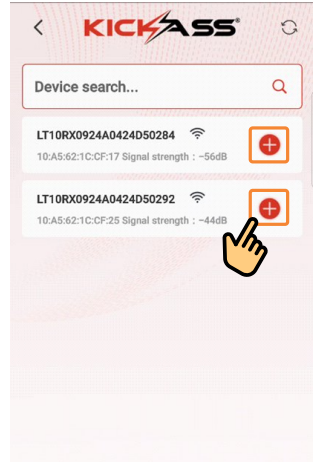 KICKASS
Device search...
LT10RX0924A0424D50284
10:A5:62:1C:CF:17 Signal strength : -56dB
LT10RX0924A0424D50292
10:A5:62:1C:CF:25 Signal strength : -44dB